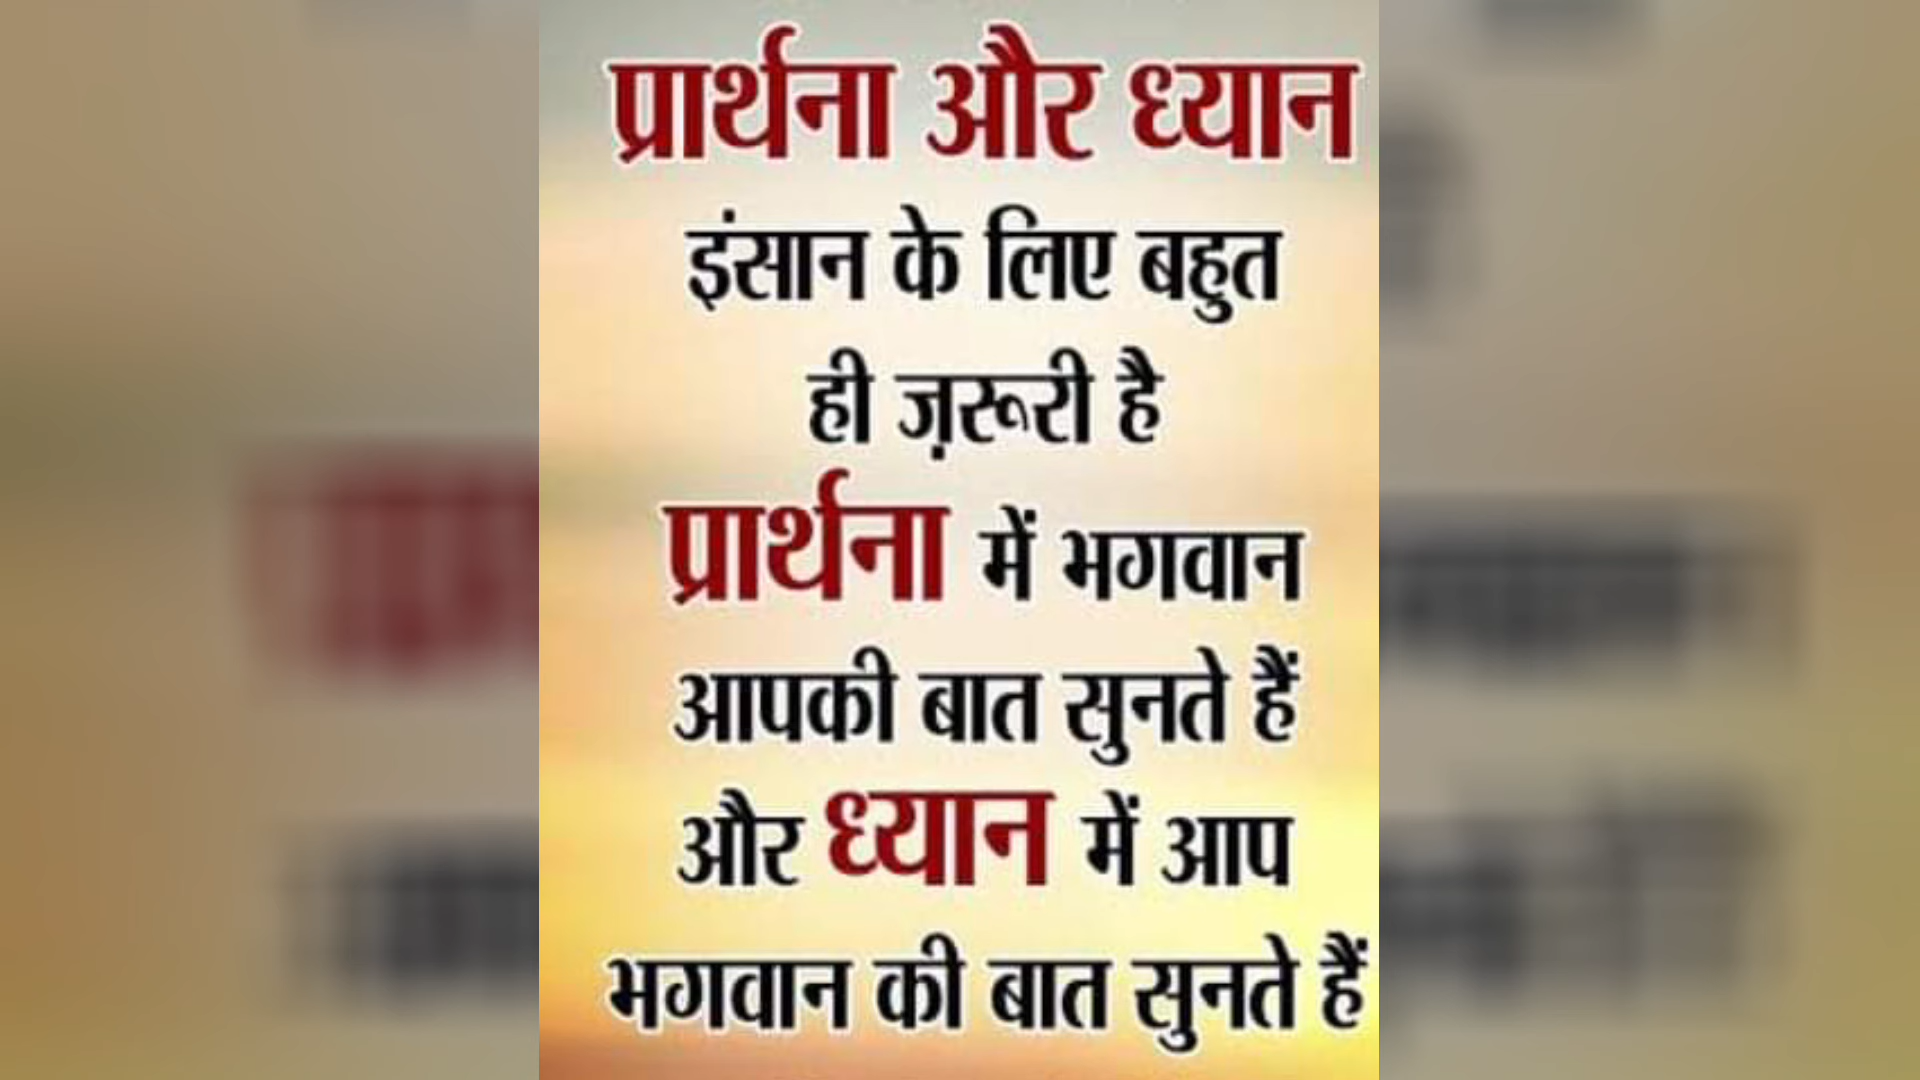 प्रार्थना और ध्यान
इंसान के लिए बहुत
ही ज़रूरी है
प्रार्थना में भगवान
आपकी बात सुनते हैं
और ध्यान में आप
भगवान की बात सुनते हैं